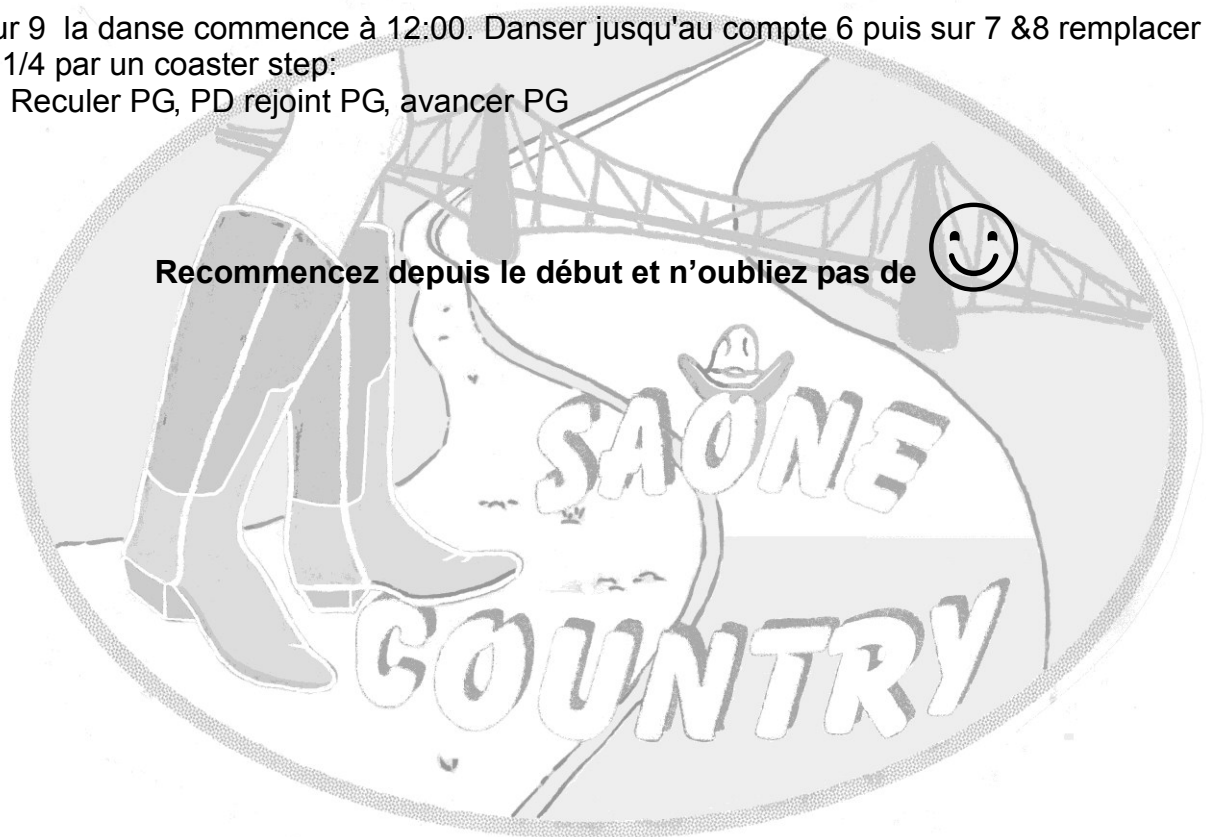 ur 9 la danse commence à 12:00. Danser jusqu'au compte 6 puis sur 7 &8 remplacer
1/4 par un coaster step:
Reculer PG, PD rejoint PG, avancer PG
Recommencez depuis le début et n’oubliez pas de
SAONE
COUNTRY